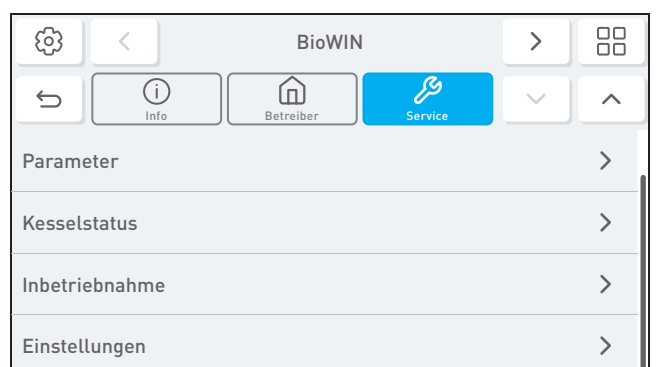 BioWIN
Info
Betreiber
Service
Parameter
Kesselstatus
Inbetriebnahme
Einstellungen